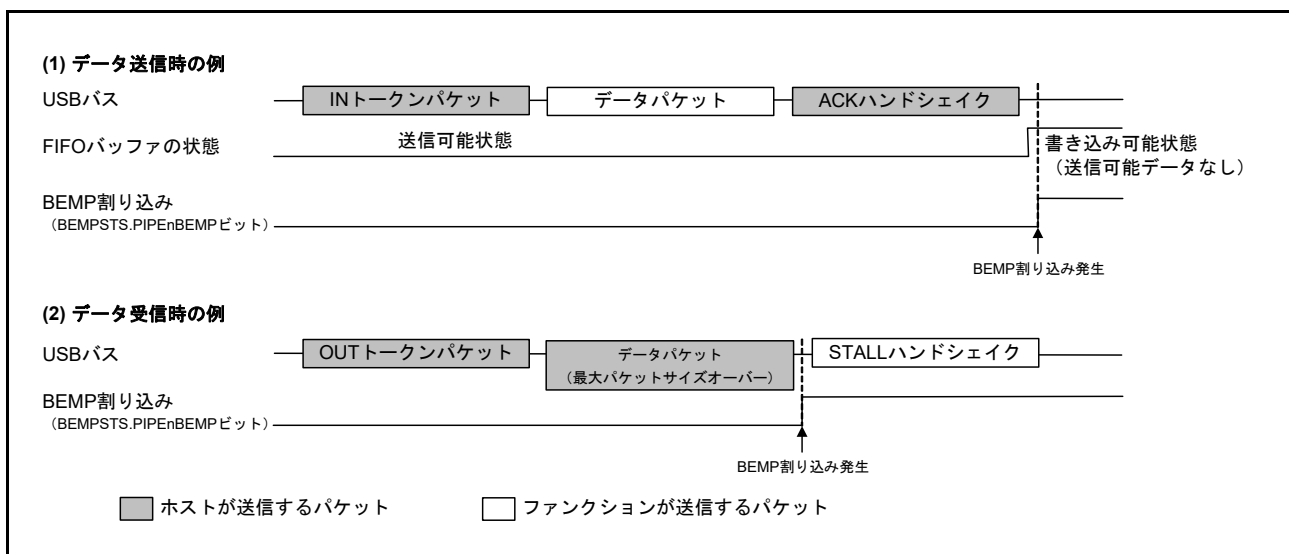 (1) データ送信時の例
USBバス
INトークンパケット
データパケット
ACKハンドシェイク
FIFOバッファの状態
送信可能状態
書き込み可能状態
（送信可能データなし）
BEMP割り込み
（BEMPSTS.PIPEnBEMPビット）
BEMP割り込み発生
(2) データ受信時の例
USBバス
OUTトークンパケット
データパケット
（最大パケットサイズオーバー）
STALLハンドシェイク
BEMP割り込み
（BEMPSTS.PIPEnBEMPビット）
BEMP割り込み発生
ホストが送信するパケット
ファンクションが送信するパケット